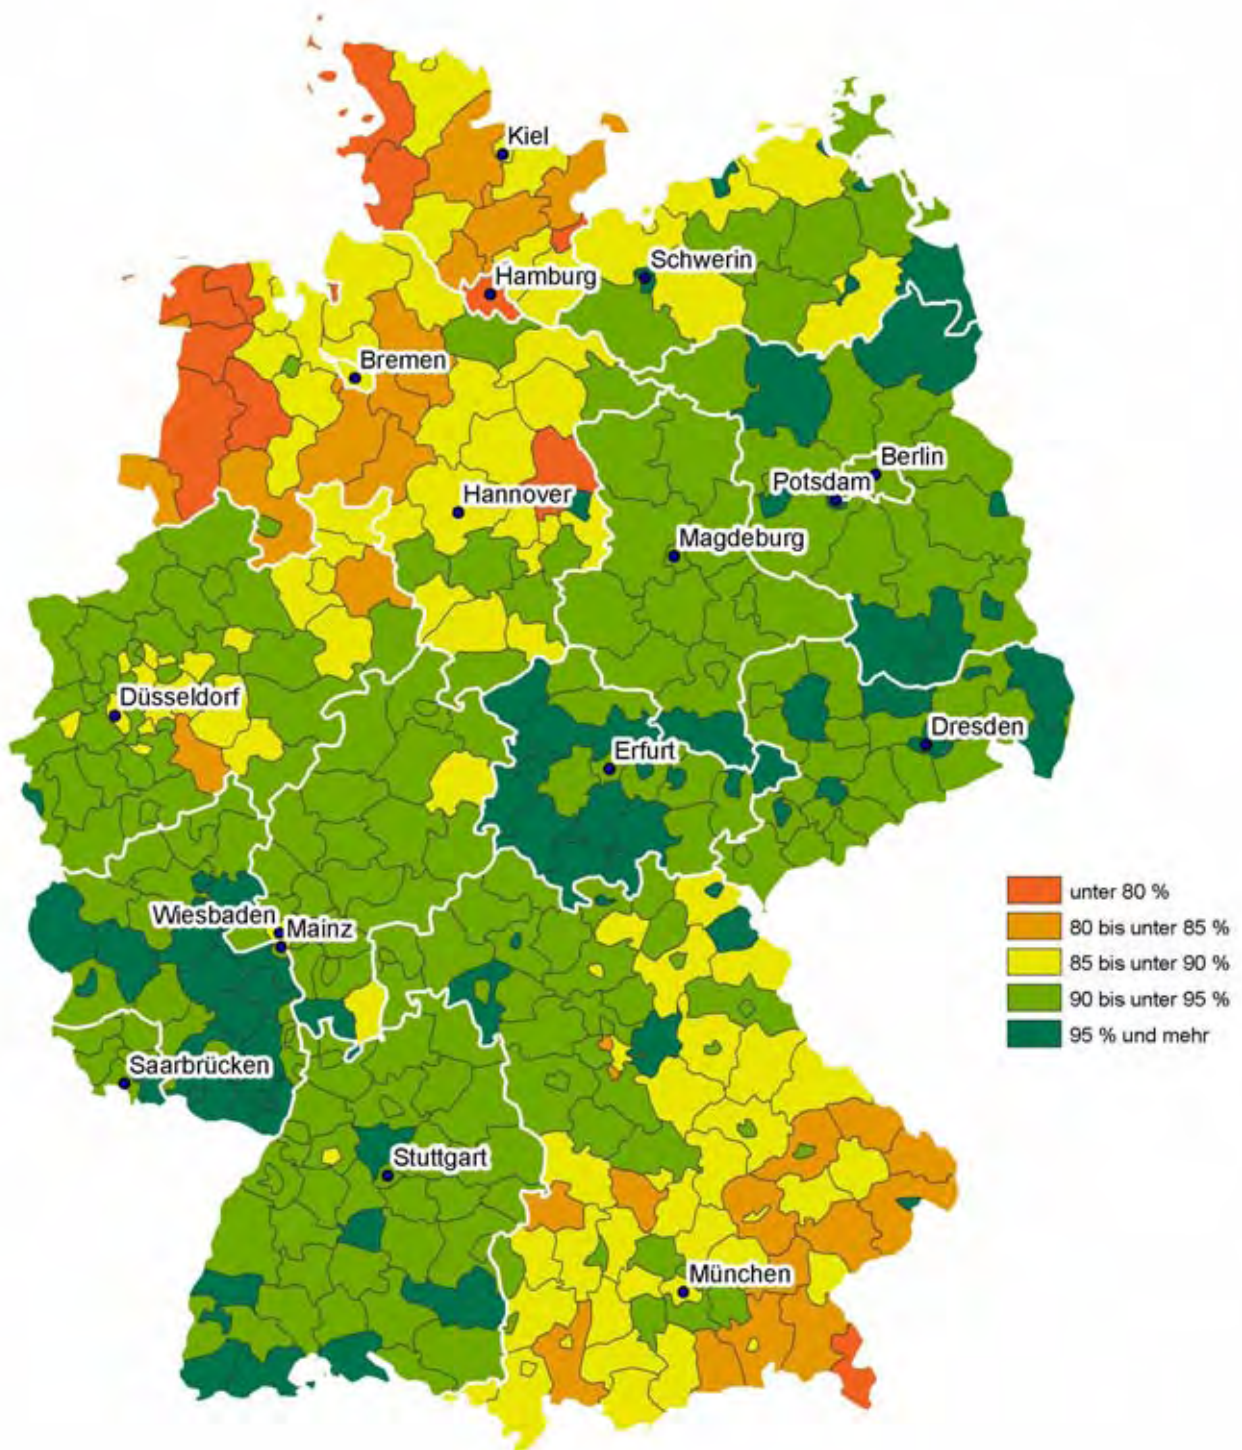 Kiel
Schwerin
Hamburg
Bremen
Berlin
Potsdam
Hannover
Magdeburg
Düsseldorf
Dresden
Erfurt
Wiesbaden
Mainz
Saarbrücken
Stuttgart
München
unter 80 %
80 bis unter 85 %
85 bis unter 90 %
90 bis unter 95 %
95 % und mehr